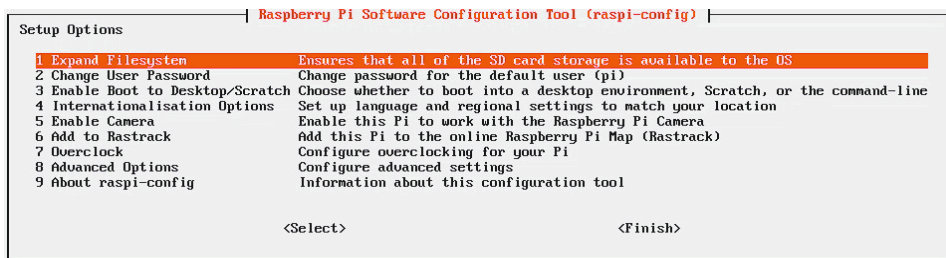 Raspberry Pi Software Configuration Tool (raspi-config)
Setup Options
1 Expand Filesystem Ensures that all of the SD card storage is available to the OS
2 Change User Password Change password for the default user (pi)
3 Enable Boot to Desktop/Scratch Choose whether to boot into a desktop environment, Scratch, or the command-line
4 Internationalisation Options Set up language and regional settings to match your location
5 Enable Camera Enable this Pi to work with the Raspberry Pi Camera
6 Add to Rastrack Add this Pi to the online Raspberry Pi Map (Rastrack)
7 Overclock Configure overclocking for your Pi
8 Advanced Options Configure advanced settings
9 About raspi-config Information about this configuration tool
<Select> <Finish>